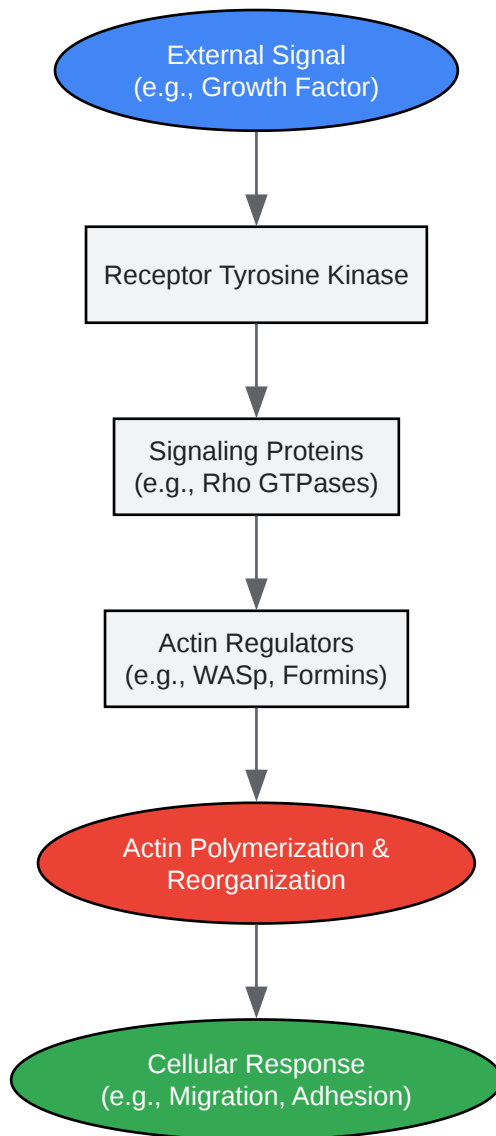 External Signal
(e.g., Growth Factor)
Receptor Tyrosine Kinase
Signaling Proteins
(e.g., Rho GTPases)
Actin Regulators
(e.g., WASp, Formins)
Actin Polymerization &
Reorganization
Cellular Response
(e.g., Migration, Adhesion)